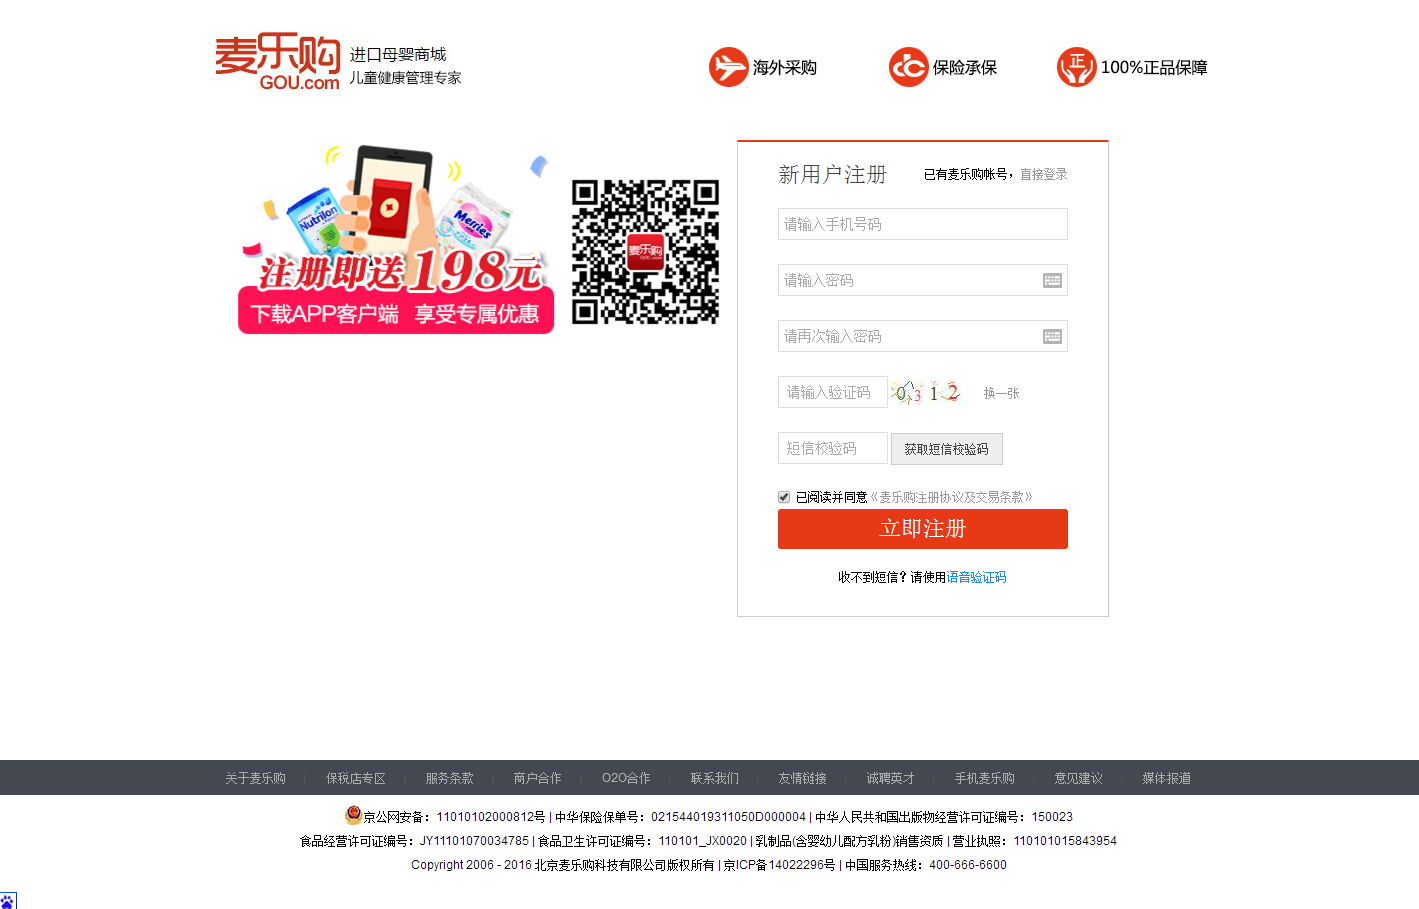 麦乐购
GOU.com
进口母婴商城
儿童健康管理专家
海外采购
保险承保
正
100%正品保障
Nutrilon
Merries
注册即送198元
下载APP客户端 享受专属优惠
麦乐购
GOU.com
新用户注册
已有麦乐购帐号，直接登录
请输入手机号码
请输入密码
请再次输入密码
请输入验证码
0312
换一张
短信校验码
获取短信校验码
已阅读并同意《麦乐购注册协议及交易条款》
立即注册
收不到短信？请使用语音验证码
关于麦乐购 保税店专区 服务条款 商户合作 O2O合作 联系我们 友情链接 诚聘英才 手机麦乐购 意见建议 媒体报道
京公网安备：11010102000812号 | 中华保险保单号：021544019311050D000004 | 中华人民共和国出版物经营许可证编号：150023
食品经营许可证编号：JY11101070034785 | 食品卫生许可证编号：110101_JX0020 | 乳制品(含婴幼儿配方乳粉)销售资质 | 营业执照：110101015843954
Copyright 2006 - 2016 北京麦乐购科技有限公司版权所有 | 京ICP备14022296号 | 中国服务热线：400-666-6600